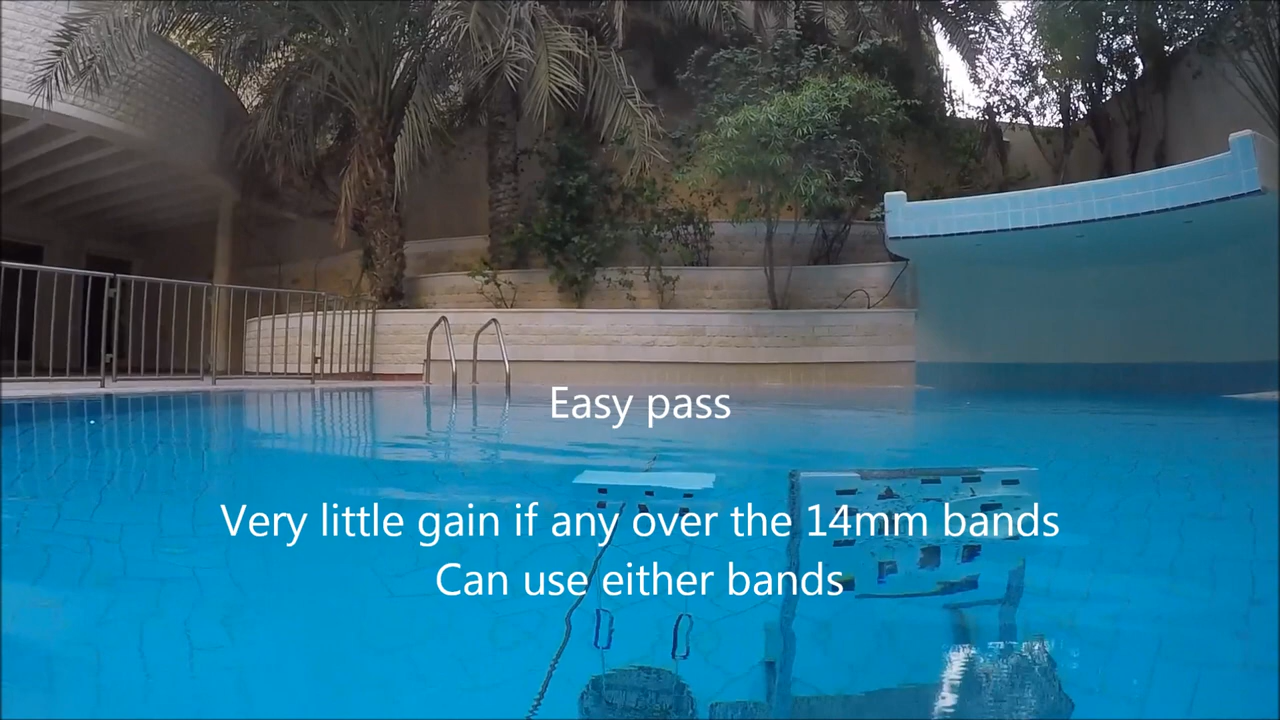 Easy pass
Very little gain if any over the 14mm bands
Can use either bands